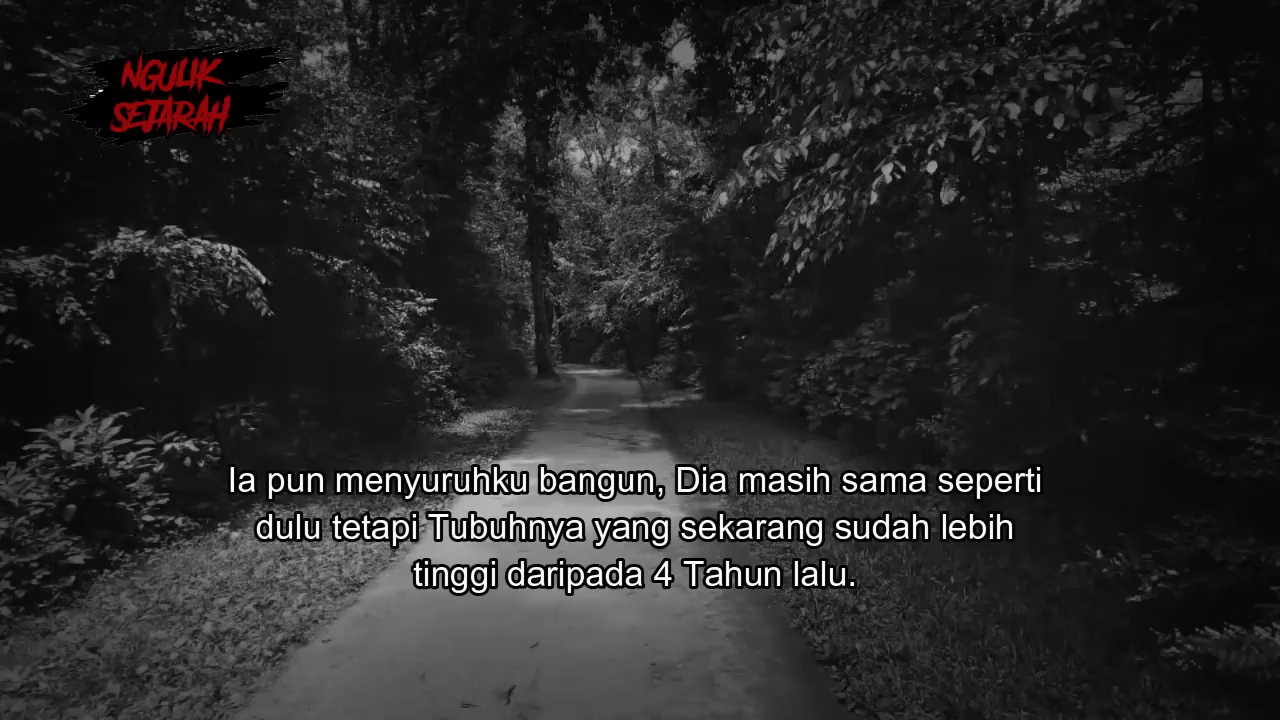 NGULIK
SEJARAH
Ia pun menyuruhku bangun, Dia masih sama seperti
dulu tetapi Tubuhnya yang sekarang sudah lebih
tinggi daripada 4 Tahun lalu.